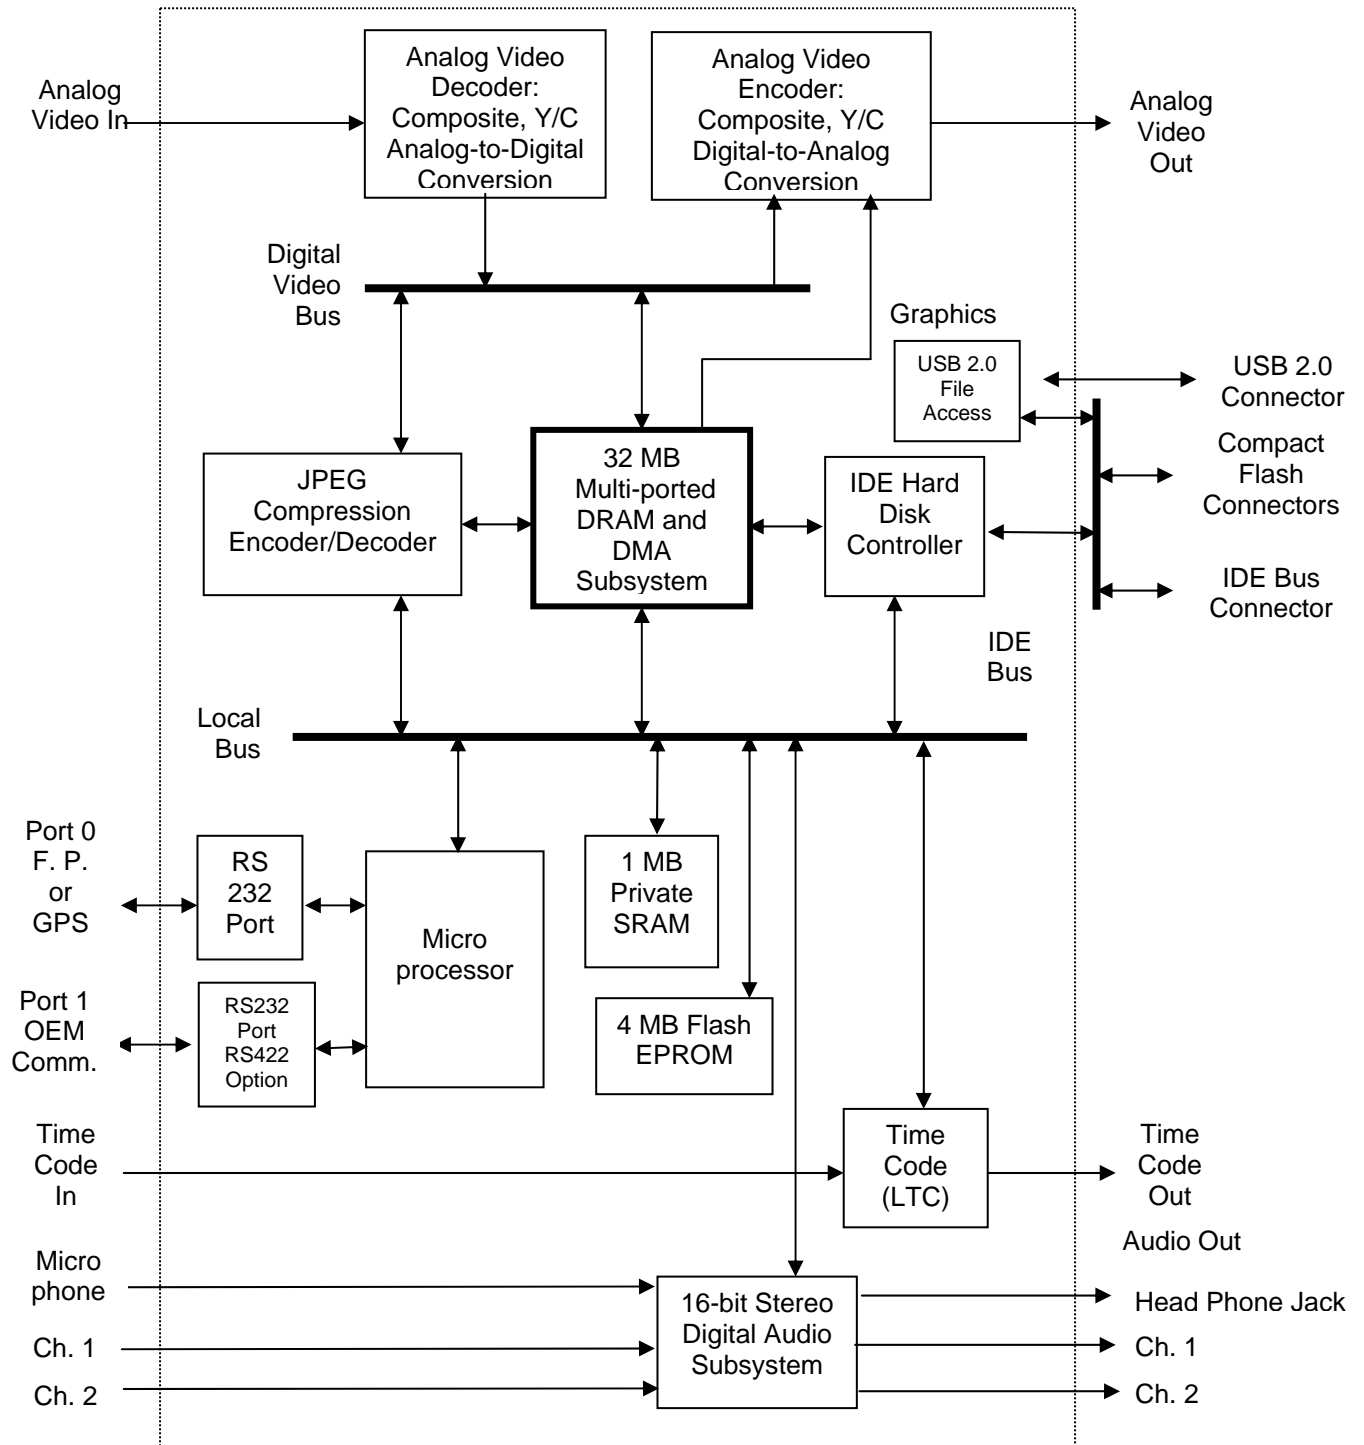 Analog
Video In
Analog Video
Decoder:
Composite, Y/C
Analog-to-Digital
Conversion
Analog Video
Encoder:
Composite, Y/C
Digital-to-Analog
Conversion
Analog
Video
Out
Digital
Video
Bus
Graphics
USB 2.0
File
Access
USB 2.0
Connector
Compact
Flash
Connectors
IDE Bus
Connector
JPEG
Compression
Encoder/Decoder
32 MB
Multi-ported
DRAM and
DMA
Subsystem
IDE Hard
Disk
Controller
IDE
Bus
Local
Bus
Port 0
F. P.
or
GPS
RS
232
Port
Micro
processor
1 MB
Private
SRAM
Port 1
OEM
Comm.
RS232
Port
RS422
Option
4 MB Flash
EPROM
Time
Code
In
Time
Code
(LTC)
Time
Code
Out
Audio Out
Micro
phone
Ch. 1
Ch. 2
16-bit Stereo
Digital Audio
Subsystem
Head Phone Jack
Ch. 1
Ch. 2